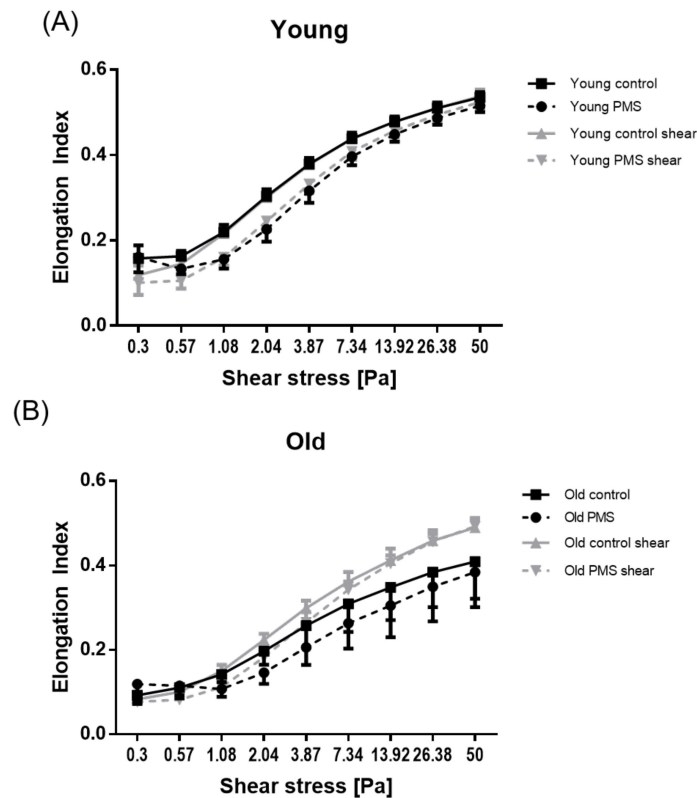 (A)
Young
Elongation Index
0.6
0.4
0.2
0.0
0.3 0.57 1.08 2.04 3.87 7.34 13.92 26.38 50
Shear stress [Pa]
Young control
Young PMS
Young control shear
Young PMS shear
(B)
Old
Elongation Index
0.6
0.4
0.2
0.0
0.3 0.57 1.08 2.04 3.87 7.34 13.92 26.38 50
Shear stress [Pa]
Old control
Old PMS
Old control shear
Old PMS shear